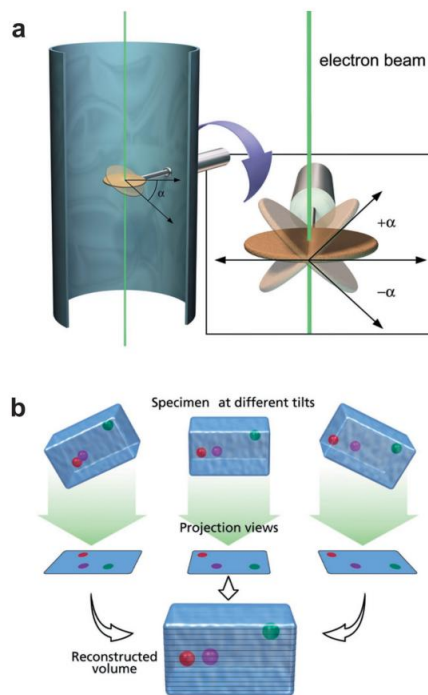 a
electron beam
α
+α
−α
b
Specimen at different tilts
Projection views
Reconstructed
volume